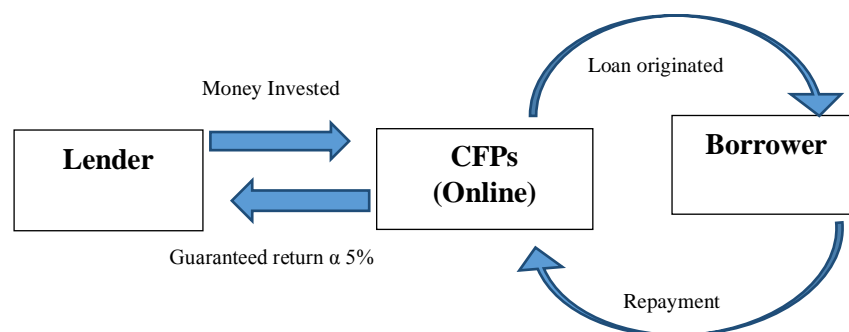 Loan originated
Money Invested
Lender
CFPs
(Online)
Borrower
Guaranteed return α 5%
Repayment